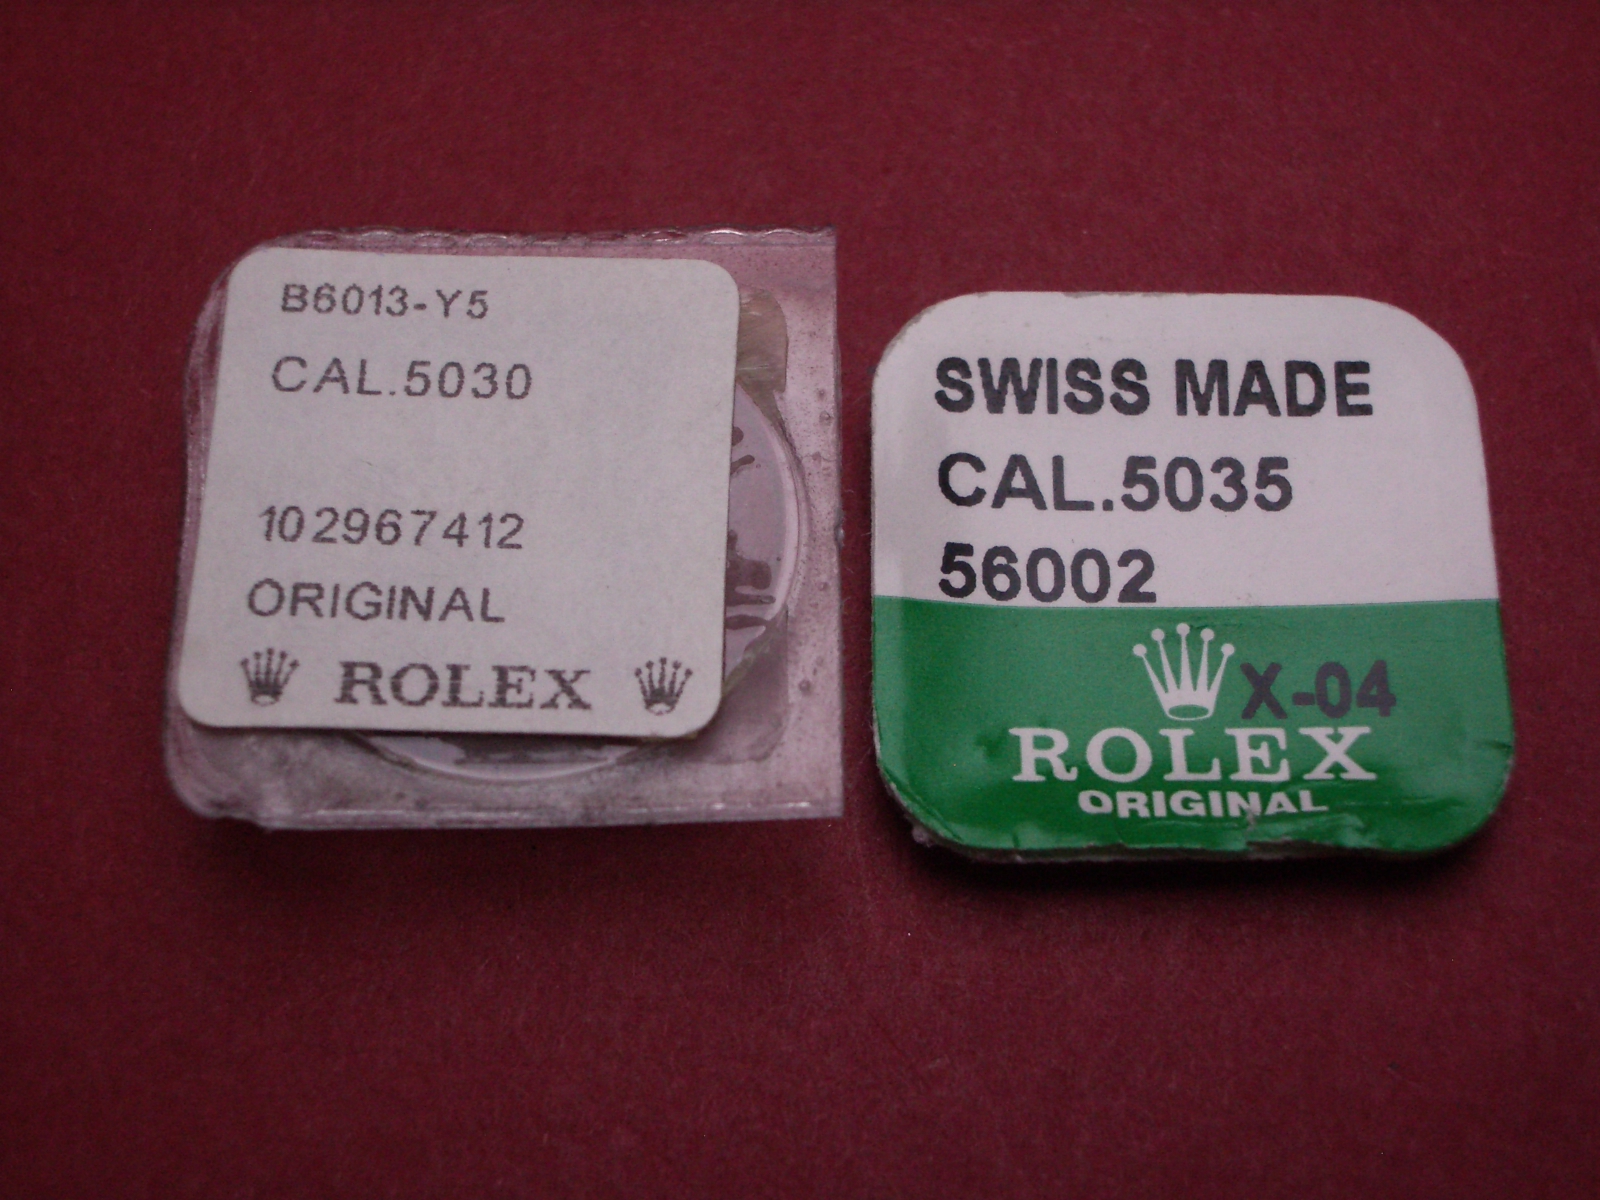 B6013-Y5
CAL.5030
102967412
ORIGINAL
ROLEX
SWISS MADE
CAL.5035
56002
X-04
ROLEX
ORIGINAL